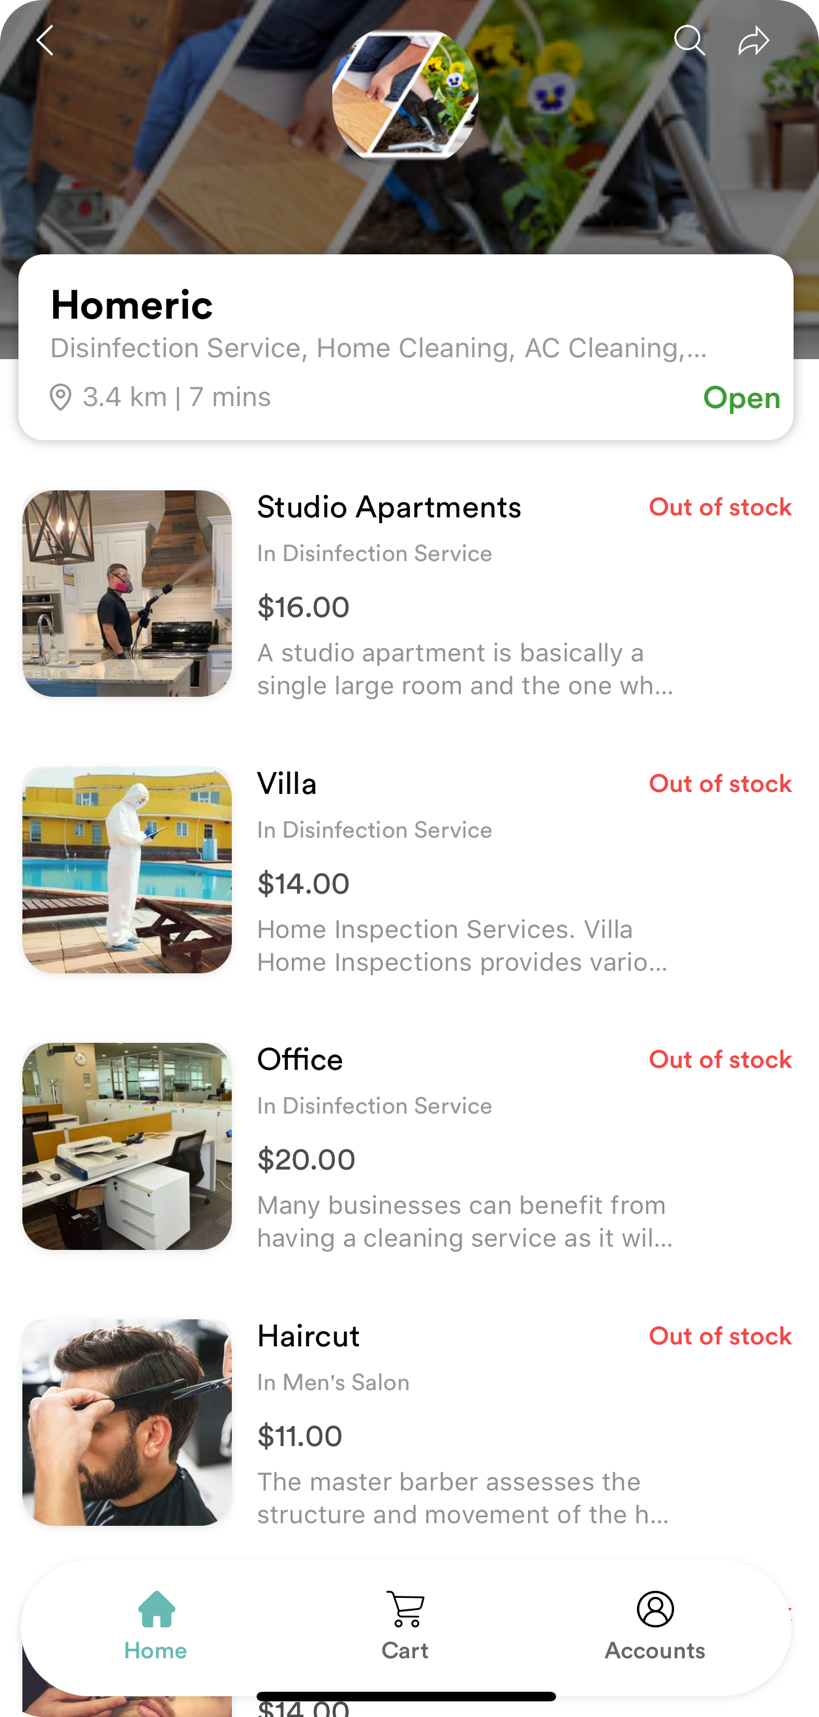 Homeric
Disinfection Service, Home Cleaning, AC Cleaning,...
3.4 km | 7 mins
Open
Studio Apartments
Out of stock
In Disinfection Service
$16.00
A studio apartment is basically a
single large room and the one wh...
Villa
Out of stock
In Disinfection Service
$14.00
Home Inspection Services. Villa
Home Inspections provides vario...
Office
Out of stock
In Disinfection Service
$20.00
Many businesses can benefit from
having a cleaning service as it wil...
Haircut
Out of stock
In Men's Salon
$11.00
The master barber assesses the
structure and movement of the h...
Home
Cart
Accounts
$14.00